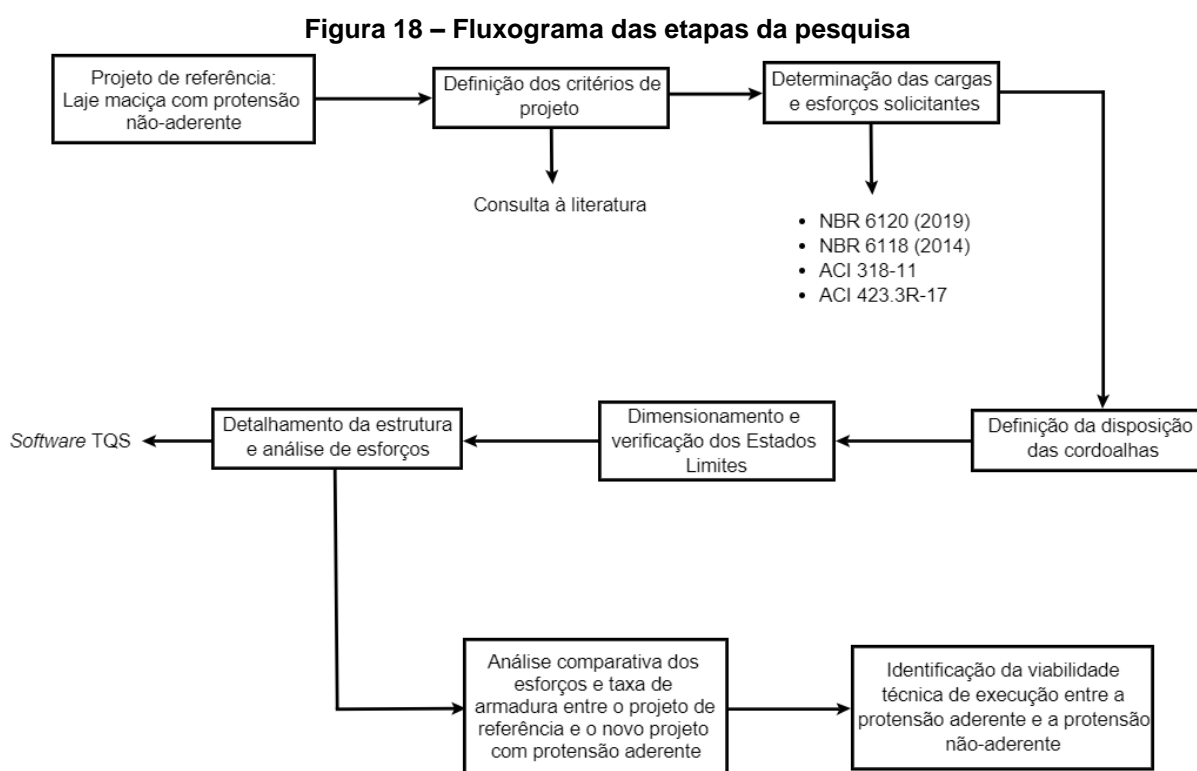 Figura 18 – Fluxograma das etapas da pesquisa
Projeto de referência:
Laje maciça com protensão
não-aderente
Definição dos critérios de
projeto
Determinação das cargas
e esforços solicitantes
Consulta à literatura
• NBR 6120 (2019)
• NBR 6118 (2014)
• ACI 318-11
• ACI 423.3R-17
Definição da disposição
das cordoalhas
Dimensionamento e
verificação dos Estados
Limites
Detalhamento da estrutura
e análise de esforços
Software TQS
Análise comparativa dos
esforços e taxa de
armadura entre o projeto de
referência e o novo projeto
com protensão aderente
Identificação da viabilidade
técnica de execução entre a
protensão aderente e a protensão
não-aderente